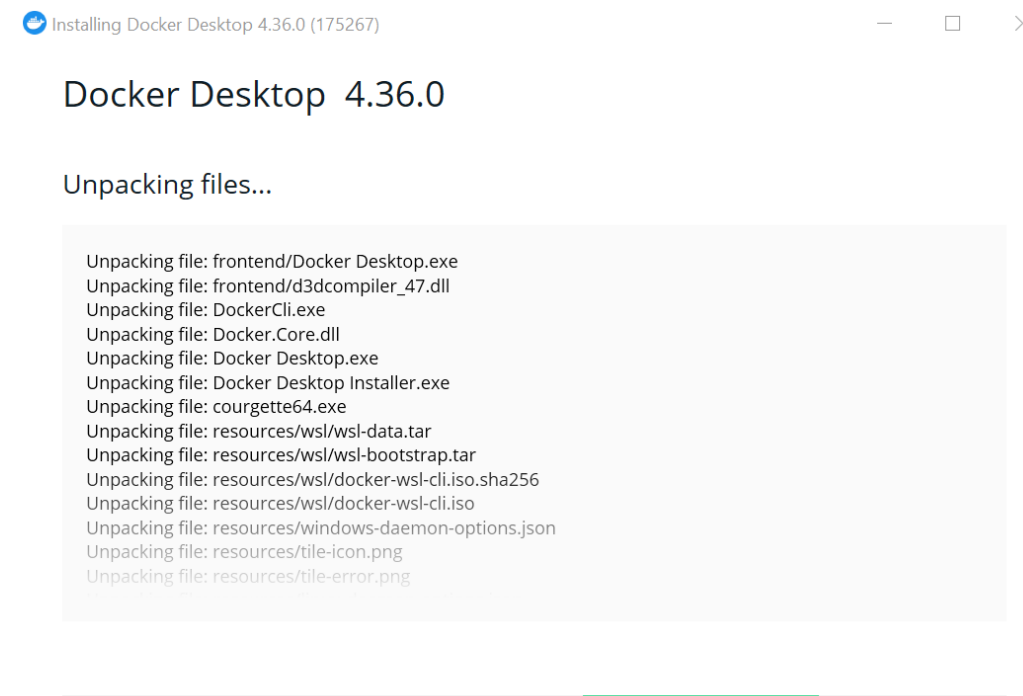 Installing Docker Desktop 4.36.0 (175267)
Docker Desktop 4.36.0
Unpacking files...
Unpacking file: frontend/Docker Desktop.exe
Unpacking file: frontend/d3dcompiler_47.dll
Unpacking file: DockerCli.exe
Unpacking file: Docker.Core.dll
Unpacking file: Docker Desktop.exe
Unpacking file: Docker Desktop Installer.exe
Unpacking file: courgette64.exe
Unpacking file: resources/wsl/wsl-data.tar
Unpacking file: resources/wsl/wsl-bootstrap.tar
Unpacking file: resources/wsl/docker-wsl-cli.iso.sha256
Unpacking file: resources/wsl/docker-wsl-cli.iso
Unpacking file: resources/windows-daemon-options.json
Unpacking file: resources/tile-icon.png
Unpacking file: resources/tile-error.png